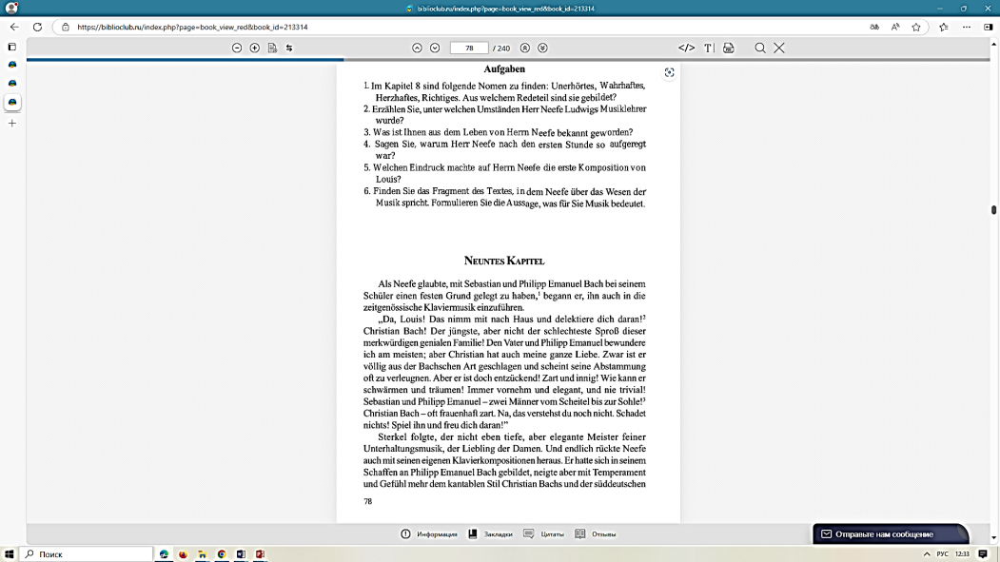 biblioclub.ru/index.php?page=book_view_red&book_id=213314
https://biblioclub.ru/index.php?page=book_view_red&book_id=213314
78 / 240
Aufgaben
1. Im Kapitel 8 sind folgende Nomen zu finden: Unerhörtes, Wahrhaftes,
Herzhaftes, Richtiges. Aus welchem Redeteil sind sie gebildet?
2. Erzählen Sie, unter welchen Umständen Herr Neefe Ludwigs Musiklehrer
wurde?
3. Was ist Ihnen aus dem Leben von Herrn Neefe bekannt geworden?
4. Sagen Sie, warum Herr Neefe nach den ersten Stunde so aufgeregt
war?
5. Welchen Eindruck machte auf Herrn Neefe die erste Komposition von
Louis?
6. Finden Sie das Fragment des Textes, in dem Neefe über das Wesen der
Musik spricht. Formulieren Sie die Aussage, was für Sie Musik bedeutet.
NEUNTES KAPITEL
Als Neefe glaubte, mit Sebastian und Philipp Emanuel Bach bei seinem
Schüler einen festen Grund gelegt zu haben,¹ begann er, ihn auch in die
zeitgenössische Klaviermusik einzuführen.
„Da, Louis! Das nimm mit nach Haus und delektiere dich daran!²
Christian Bach! Der jüngste, aber nicht der schlechteste Sproß dieser
merkwürdigen genialen Familie! Den Vater und Philipp Emanuel bewundere
ich am meisten; aber Christian hat auch meine ganze Liebe. Zwar ist er
völlig aus der Bachschen Art geschlagen und scheint seine Abstammung
oft zu verleugnen. Aber er ist doch entzückend! Zart und innig! Wie kann er
schwärmen und träumen! Immer vornehm und elegant, und nie trivial!
Sebastian und Philipp Emanuel – zwei Männer vom Scheitel bis zur Sohle!³
Christian Bach – oft frauenhaft zart. Na, das verstehst du noch nicht. Schadet
nichts! Spiel ihn und freu dich daran!"
Sterkel folgte, der nicht eben tiefe, aber elegante Meister feiner
Unterhaltungsmusik, der Liebling der Damen. Und endlich rückte Neefe
auch mit seinen eigenen Klavierkompositionen heraus. Er hatte sich in seinem
Schaffen an Philipp Emanuel Bach gebildet, neigte aber mit Temperament
und Gefühl mehr dem kantablen Stil Christian Bachs und der süddeutschen
78
Информация Закладки Цитаты Отзывы
Отправьте нам сообщение
Поиск
РУС 12:33